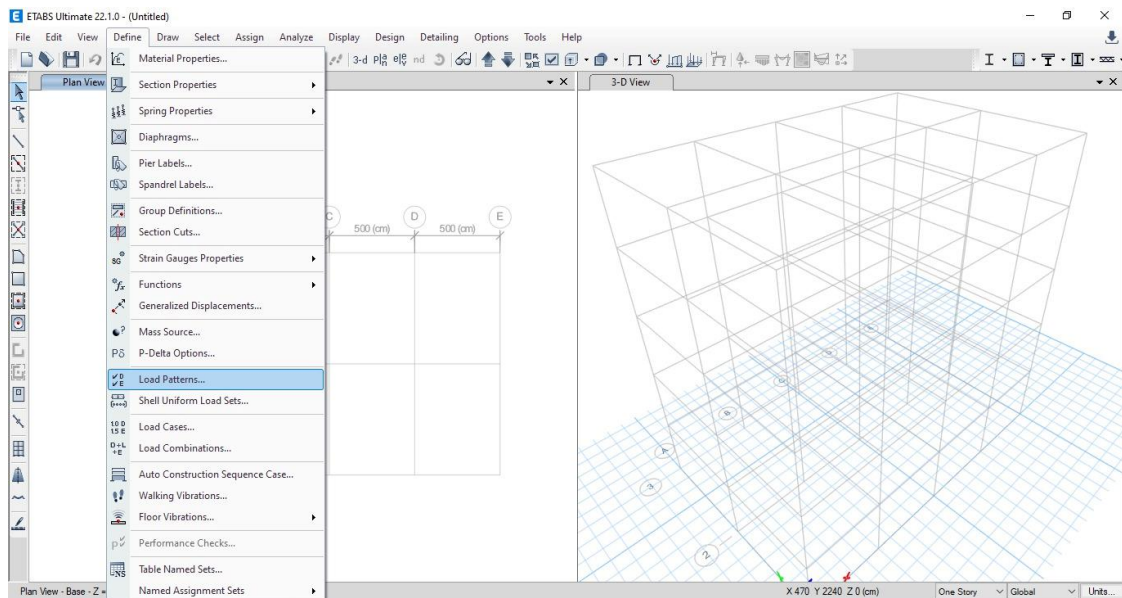 ETABS Ultimate 22.1.0 - (Untitled)
File Edit View Define Draw Select Assign Analyze Display Design Detailing Options Tools Help
3-d
nd
Plan View
3-D View
Material Properties...
Section Properties
Spring Properties
Diaphragms...
Pier Labels...
Spandrel Labels...
Group Definitions...
Section Cuts...
Strain Gauges Properties
Functions
Generalized Displacements...
Mass Source...
Pδ P-Delta Options...
Load Patterns...
Shell Uniform Load Sets...
Load Cases...
Load Combinations...
Auto Construction Sequence Case...
Walking Vibrations...
Floor Vibrations...
Performance Checks...
Table Named Sets...
Named Assignment Sets
C D E
500 (cm) 500 (cm)
B
A
3
2
Plan View - Base - Z =
X 470 Y 2240 Z 0 (cm)
One Story
Global
Units...